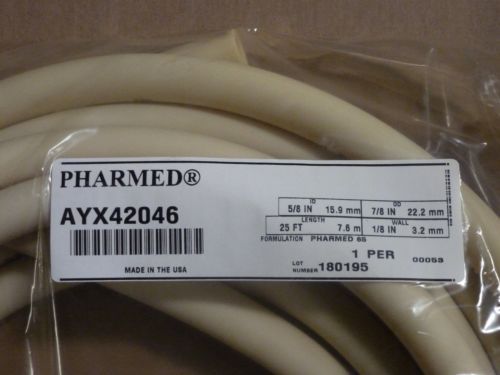 PHARMED®
AYX42046
MADE IN THE USA
ID OD
5/8 IN 15.9 mm 7/8 IN 22.2 mm
LENGTH WALL
25 FT 7.6 m 1/8 IN 3.2 mm
FORMULATION PHARMED 65
1 PER 00053
LOT NUMBER 180195